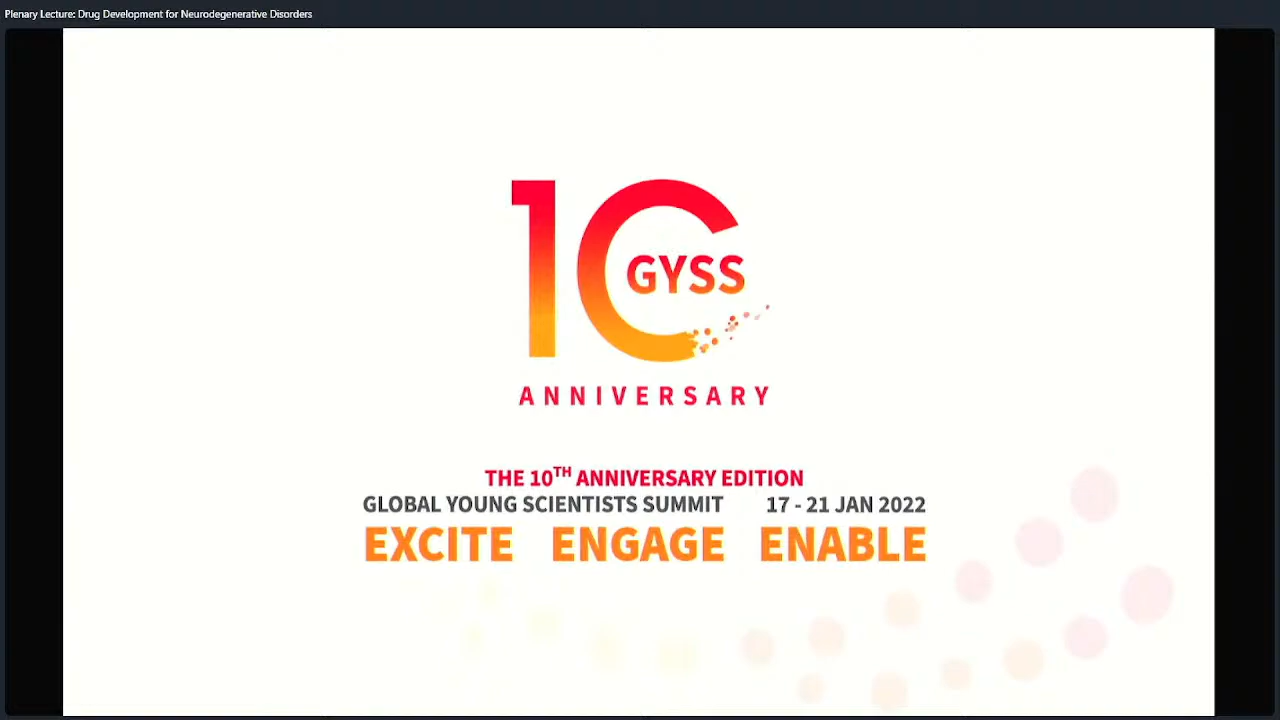 Plenary Lecture: Drug Development for Neurodegenerative Disorders
10
GYSS
ANNIVERSARY
THE 10TH ANNIVERSARY EDITION
GLOBAL YOUNG SCIENTISTS SUMMIT 17 - 21 JAN 2022
EXCITE ENGAGE ENABLE